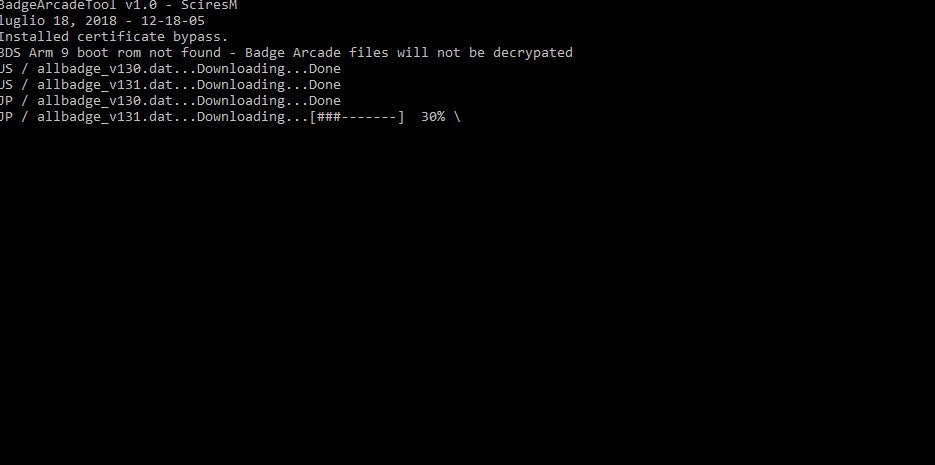 BadgeArcadeTool v1.0 - SciresM
luglio 18, 2018 - 12-18-05
Installed certificate bypass.
3DS Arm 9 boot rom not found - Badge Arcade files will not be decrypated
US / allbadge_v130.dat...Downloading...Done
US / allbadge_v131.dat...Downloading...Done
JP / allbadge_v130.dat...Downloading...Done
JP / allbadge_v131.dat...Downloading...[###-------]  30% \